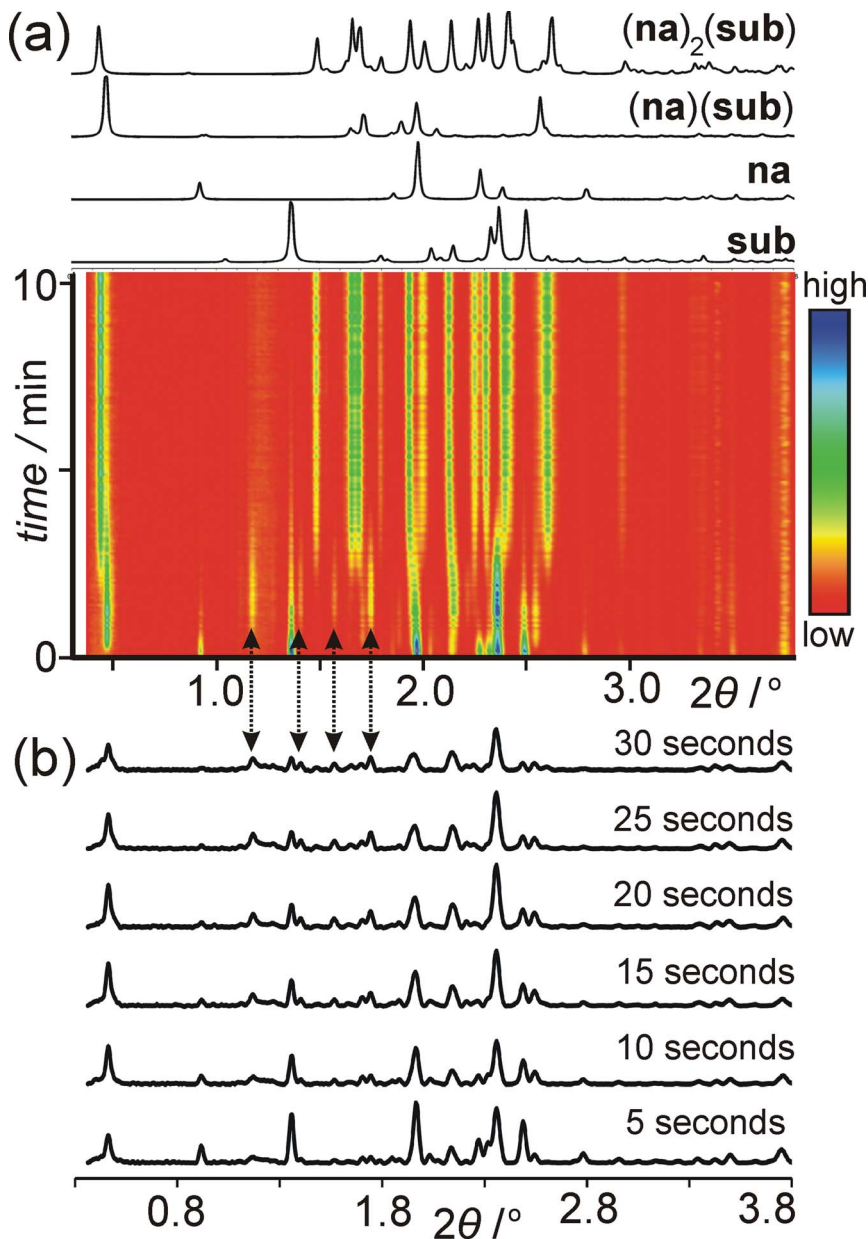 (a)
(na)₂(sub)
(na)(sub)
na
sub
10
high
time / min
5
low
0
1.0 2.0 3.0 2θ / °
(b)
30 seconds
25 seconds
20 seconds
15 seconds
10 seconds
5 seconds
0.8 1.8 2θ / ° 2.8 3.8